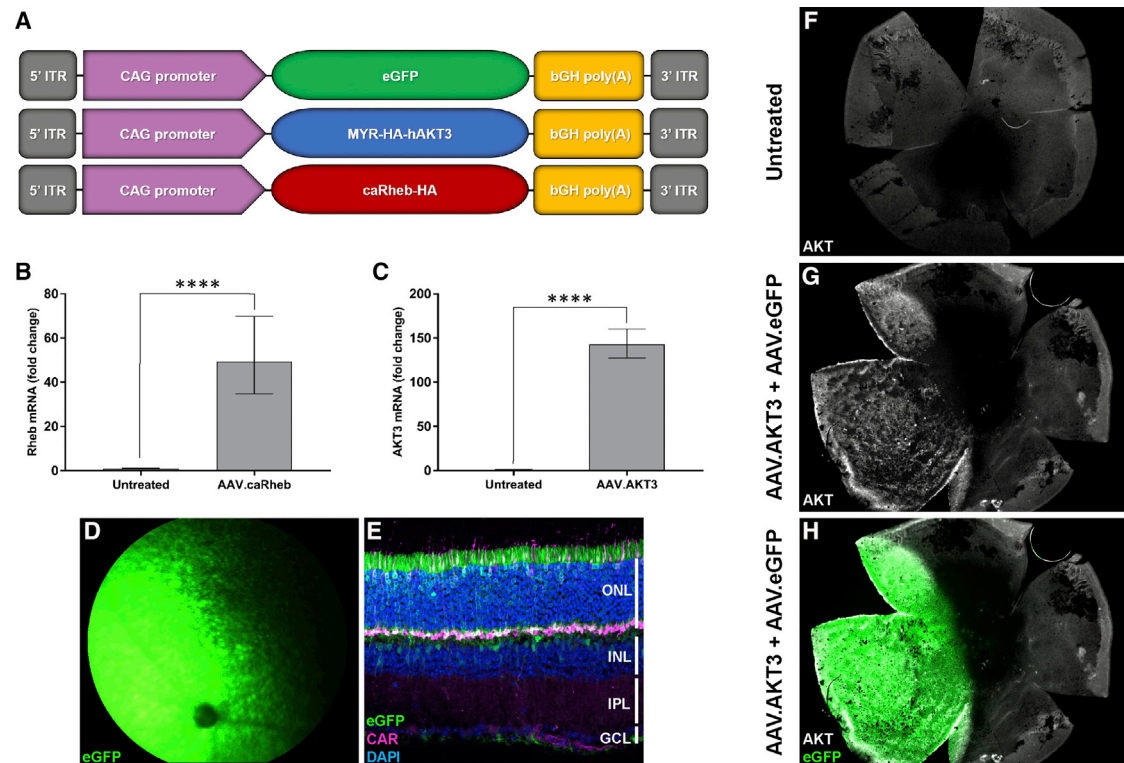 A
5' ITR CAG promoter eGFP bGH poly(A) 3' ITR
5' ITR CAG promoter MYR-HA-hAKT3 bGH poly(A) 3' ITR
5' ITR CAG promoter caRheb-HA bGH poly(A) 3' ITR
B
****
Rheb mRNA (fold change)
80
60
40
20
0
Untreated AAV.caRheb
C
****
AKT3 mRNA (fold change)
200
150
100
50
0
Untreated AAV.AKT3
D
eGFP
E
ONL
INL
IPL
GCL
eGFP
CAR
DAPI
Untreated
F
AKT
AAV.AKT3 + AAV.eGFP
G
AKT
AAV.AKT3 + AAV.eGFP
H
AKT
eGFP